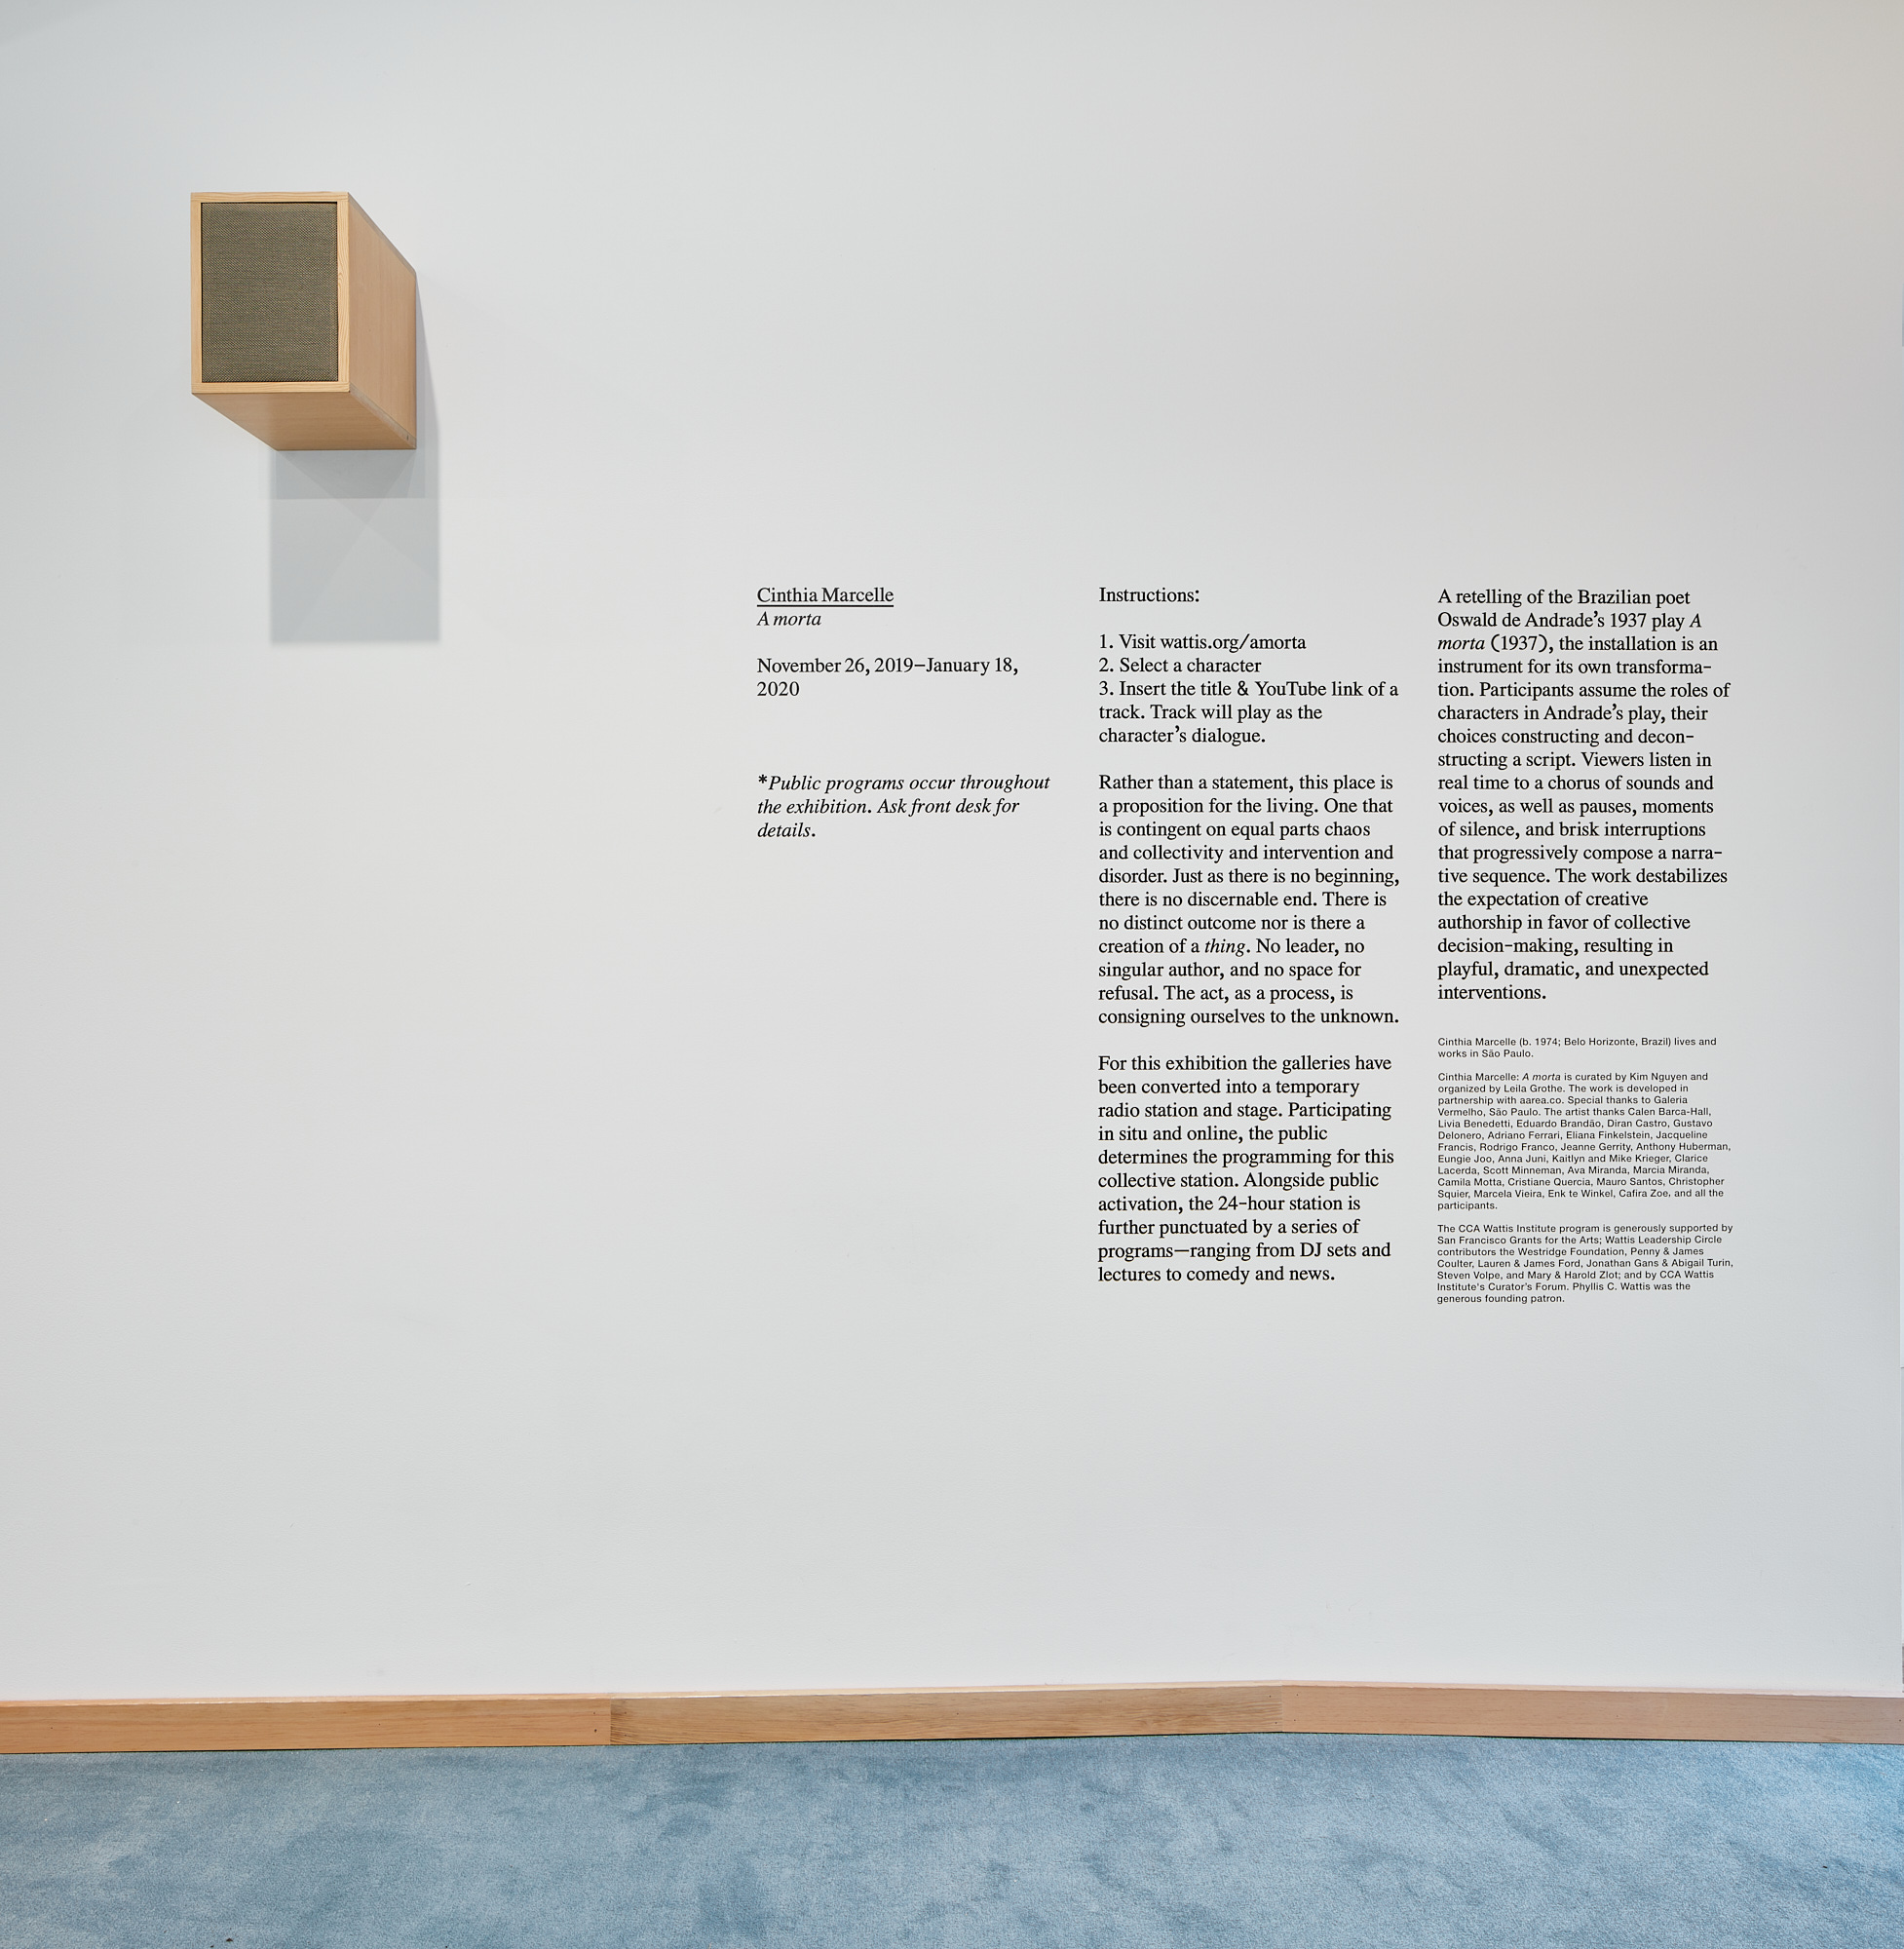 Cinthia Marcelle
A morta
November 26, 2019–January 18,
2020
*Public programs occur throughout
the exhibition. Ask front desk for
details.
Instructions:
1. Visit wattis.org/amorta
2. Select a character
3. Insert the title & YouTube link of a
track. Track will play as the
character’s dialogue.
Rather than a statement, this place is
a proposition for the living. One that
is contingent on equal parts chaos
and collectivity and intervention and
disorder. Just as there is no beginning,
there is no discernable end. There is
no distinct outcome nor is there a
creation of a thing. No leader, no
singular author, and no space for
refusal. The act, as a process, is
consigning ourselves to the unknown.
For this exhibition the galleries have
been converted into a temporary
radio station and stage. Participating
in situ and online, the public
determines the programming for this
collective station. Alongside public
activation, the 24-hour station is
further punctuated by a series of
programs—ranging from DJ sets and
lectures to comedy and news.
A retelling of the Brazilian poet
Oswald de Andrade’s 1937 play A
morta (1937), the installation is an
instrument for its own transforma-
tion. Participants assume the roles of
characters in Andrade’s play, their
choices constructing and decon-
structing a script. Viewers listen in
real time to a chorus of sounds and
voices, as well as pauses, moments
of silence, and brisk interruptions
that progressively compose a narra-
tive sequence. The work destabilizes
the expectation of creative
authorship in favor of collective
decision-making, resulting in
playful, dramatic, and unexpected
interventions.
Cinthia Marcelle (b. 1974; Belo Horizonte, Brazil) lives and
works in São Paulo.
Cinthia Marcelle: A morta is curated by Kim Nguyen and
organized by Leila Grothe. The work is developed in
partnership with aarea.co. Special thanks to Galeria
Vermelho, São Paulo. The artist thanks Calen Barca-Hall,
Livia Benedetti, Eduardo Brandão, Diran Castro, Gustavo
Delonero, Adriano Ferrari, Eliana Finkelstein, Jacqueline
Francis, Rodrigo Franco, Jeanne Gerrity, Anthony Huberman,
Eungie Joo, Anna Juni, Kaitlyn and Mike Krieger, Clarice
Lacerda, Scott Minneman, Ava Miranda, Marcia Miranda,
Camila Motta, Cristiane Quercia, Mauro Santos, Christopher
Squier, Marcela Vieira, Enk te Winkel, Cafira Zoe, and all the
participants.
The CCA Wattis Institute program is generously supported by
San Francisco Grants for the Arts; Wattis Leadership Circle
contributors the Westridge Foundation, Penny & James
Coulter, Lauren & James Ford, Jonathan Gans & Abigail Turin,
Steven Volpe, and Mary & Harold Zlot; and by CCA Wattis
Institute's Curator's Forum. Phyllis C. Wattis was the
generous founding patron.